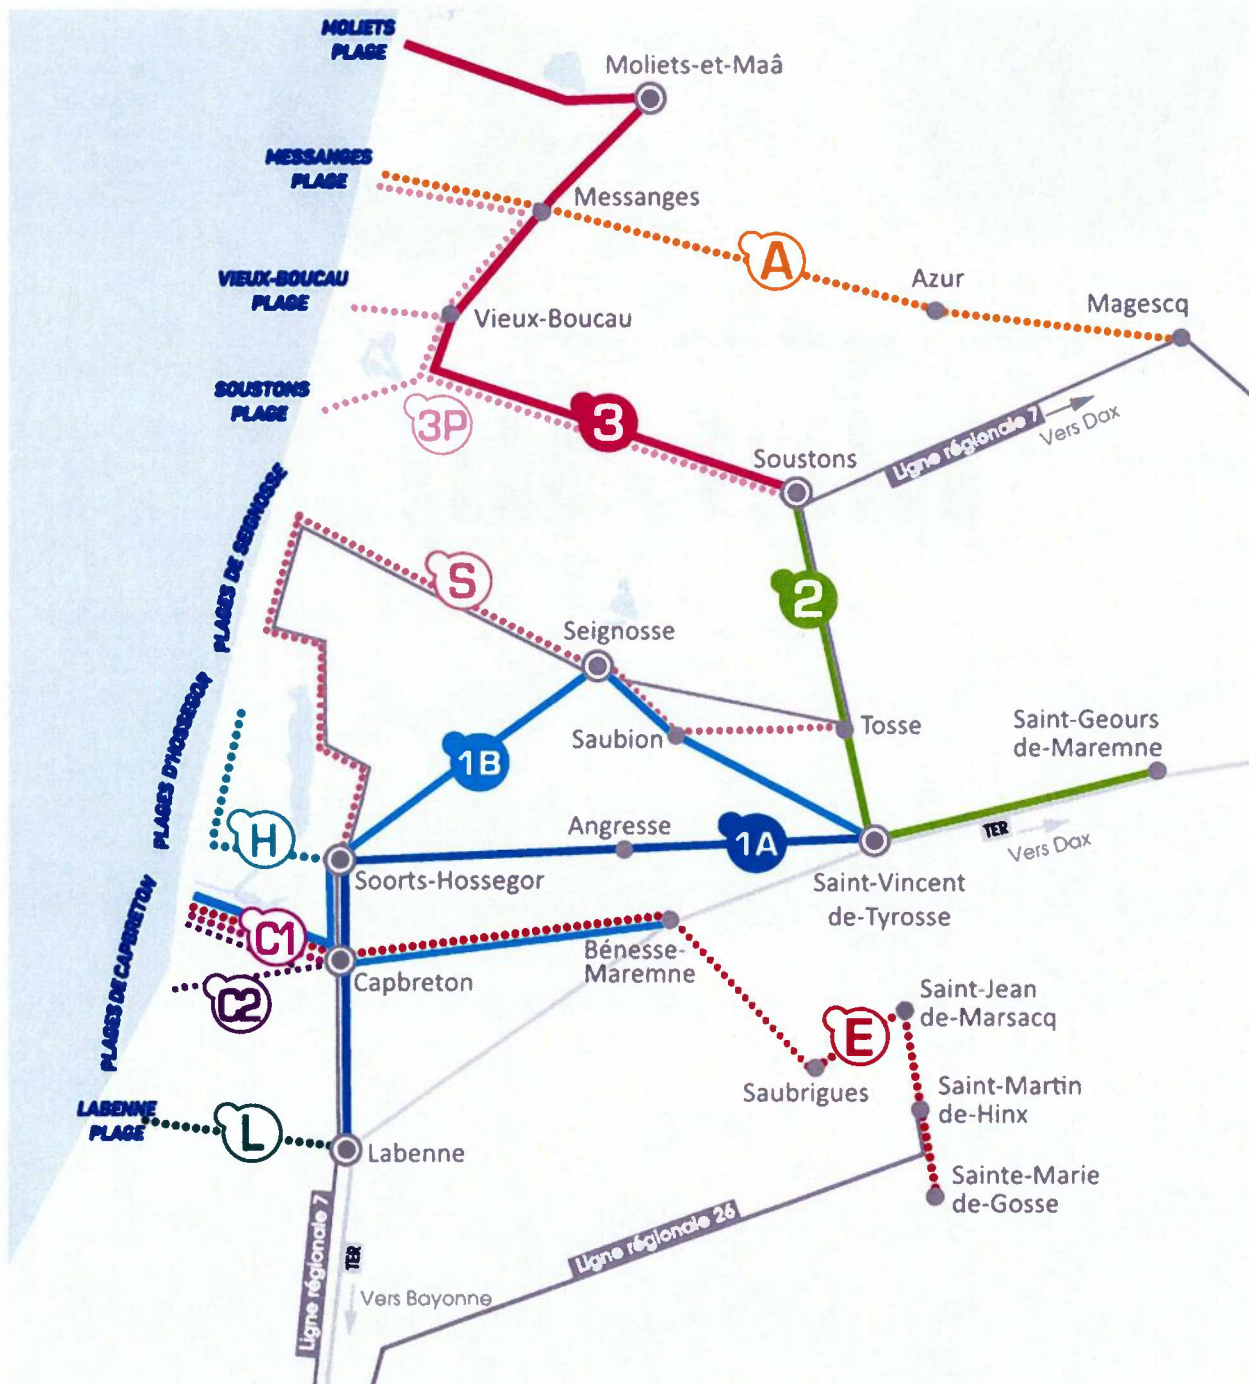 MOLIETS
PLAGE
Moliets-et-Maâ
MESSANGES
PLAGE
Messanges
A
VIEUX-BOUCAU
PLAGE
Vieux-Boucau
Azur
Magescq
SOUSTONS
PLAGE
3P
3
Ligne régionale 7
Vers Dax
Soustons
PLAGES DE SEIGNOSSE
S
2
Seignosse
Saubion
Tosse
Saint-Geours
de-Maremne
PLAGES D'HOSSEGOR
1B
H
Angresse
1A
TER
Vers Dax
Soorts-Hossegor
Saint-Vincent
de-Tyrosse
PLAGES DE CAPBRETON
C1
C2
Capbreton
Bénesse-
Maremne
Saint-Jean
de-Marsacq
E
Saubrigues
Saint-Martin
de-Hinx
LABENNE
PLAGE
L
Labenne
Sainte-Marie
de-Gosse
Ligne régionale 7
TER
Vers Bayonne
Ligne régionale 26